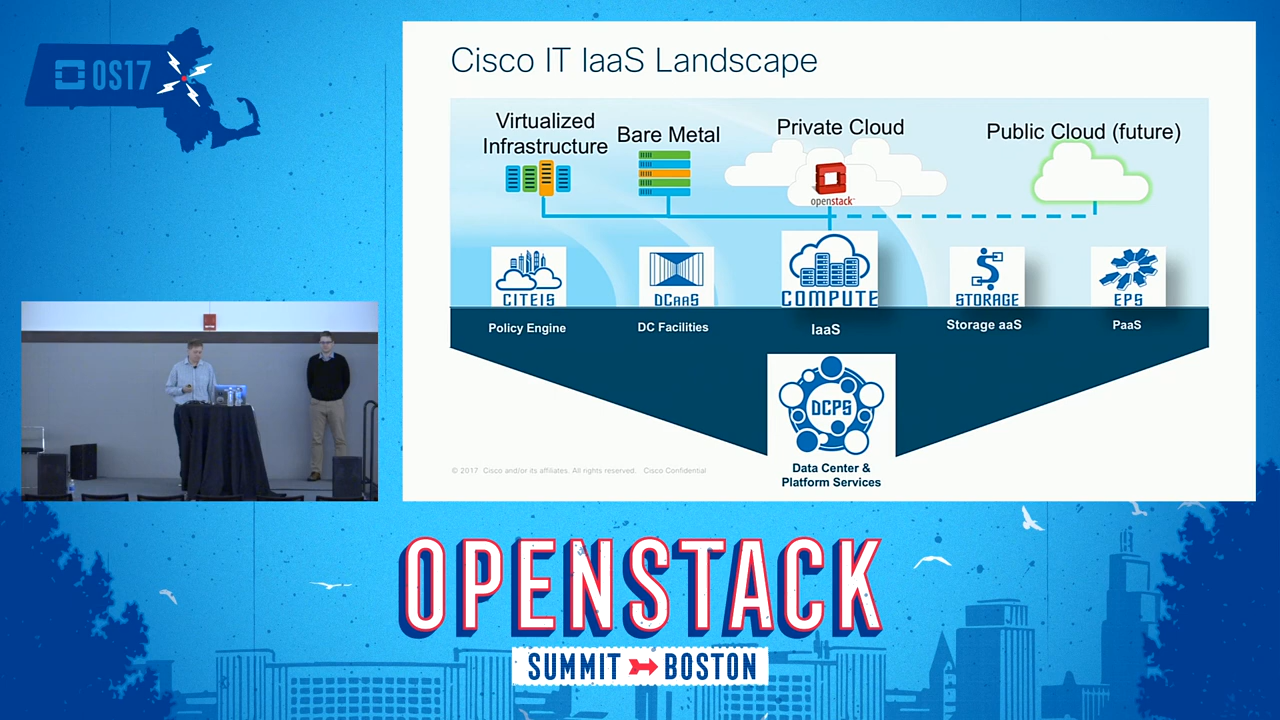 OS17
Cisco IT IaaS Landscape
Virtualized
Infrastructure
Bare Metal
Private Cloud
Public Cloud (future)
openstack
CITEIS
DCaaS
COMPUTE
STORAGE
EPS
Policy Engine
DC Facilities
IaaS
Storage aaS
PaaS
DCPS
Data Center &
Platform Services
© 2017 Cisco and/or its affiliates. All rights reserved. Cisco Confidential
OPENSTACK
SUMMIT BOSTON